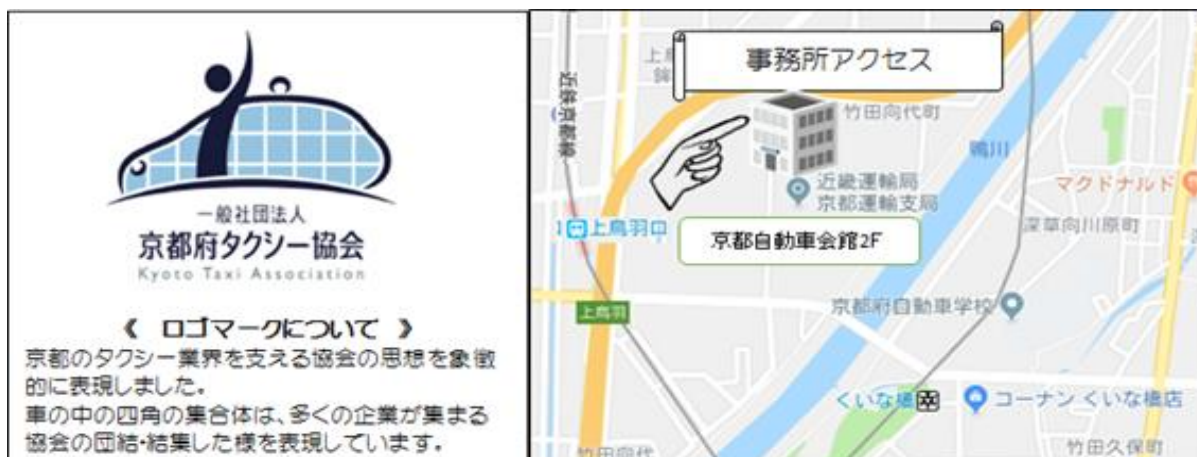 一般社団法人
京都府タクシー協会
Kyoto Taxi Association
《 ロゴマークについて 》
京都のタクシー業界を支える協会の思想を象徴
的に表現しました。
車の中の四角の集合体は、多くの企業が集まる
協会の団結・結集した様を表現しています。
事務所アクセス
近鉄京都線
竹田向代町
鴨川
近畿運輸局
京都運輸支局
マクドナルド
上鳥羽口
京都自動車会館2F
深草向川原町
上鳥羽
京都府自動車学校
くいな橋
コーナン くいな橋店
竹田向代
竹田久保町